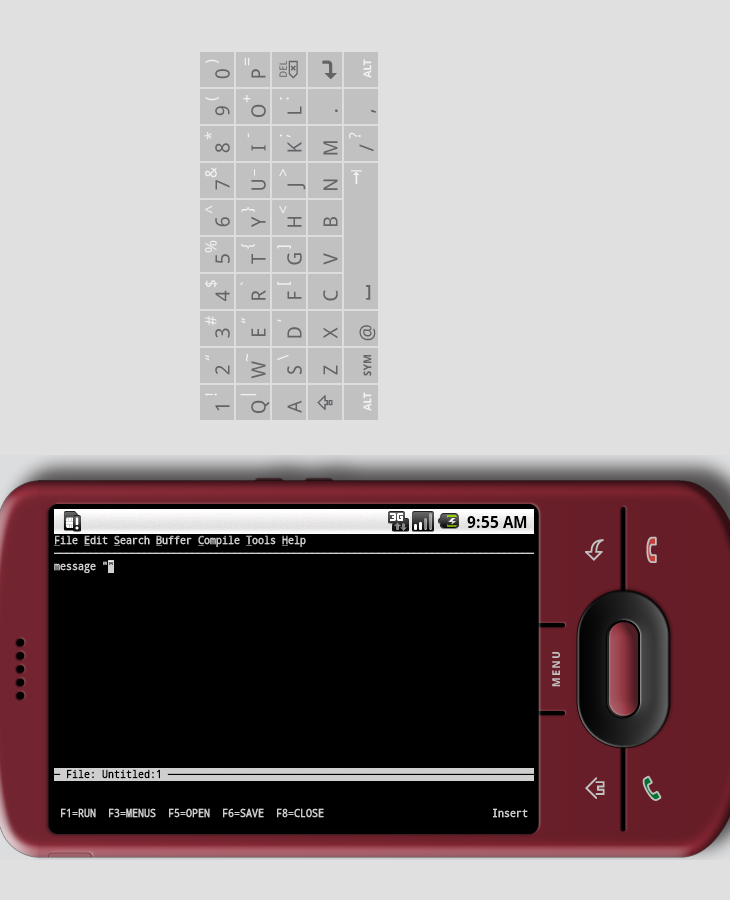 ! " # $ % ^ & * ( )
1 2 3 4 5 6 7 8 9 0
| ~ " ` { } _ - + =
Q W E R T Y U I O P
\ ' [ ] < > ; : DEL
A S D F G H J K L
Z X C V B N M .
ALT SYM @ / ? , ALT
3G 9:55 AM
File Edit Search Buffer Compile Tools Help
message ""
File: Untitled:1
F1=RUN F3=MENUS F5=OPEN F6=SAVE F8=CLOSE Insert
MENU